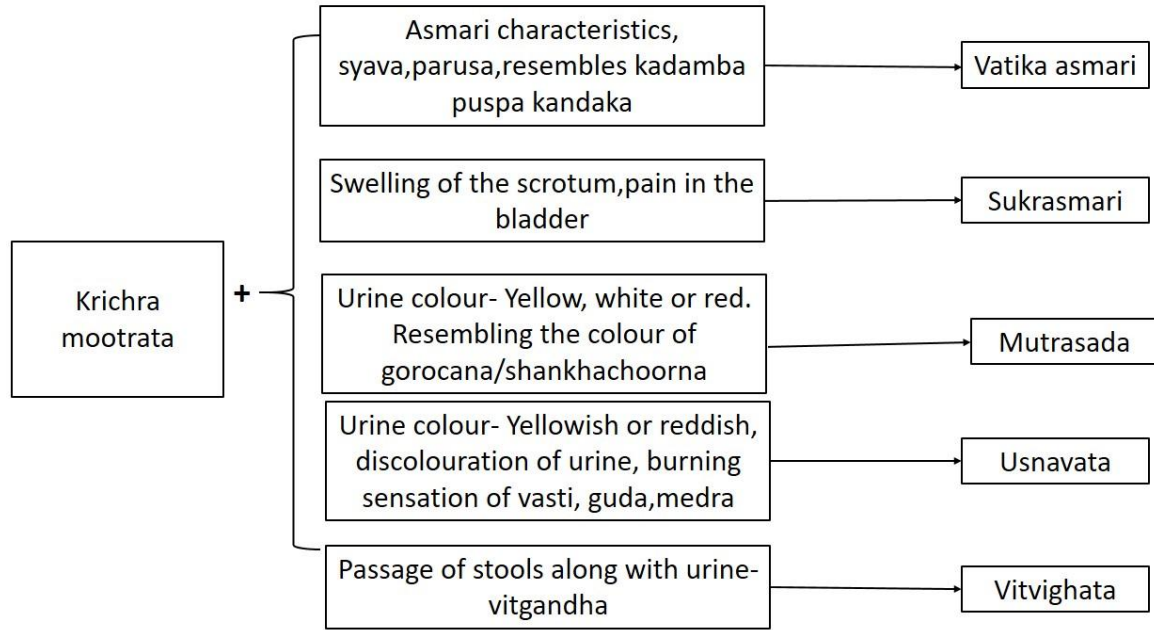 Krichra
mootrata
+
Asmari characteristics,
syava,parusa,resembles kadamba
puspa kandaka
Vatika asmari
Swelling of the scrotum,pain in the
bladder
Sukrasmari
Urine colour- Yellow, white or red.
Resembling the colour of
gorocana/shankhachoorna
Mutrasada
Urine colour- Yellowish or reddish,
discolouration of urine, burning
sensation of vasti, guda,medra
Usnavata
Passage of stools along with urine-
vitgandha
Vitvighata